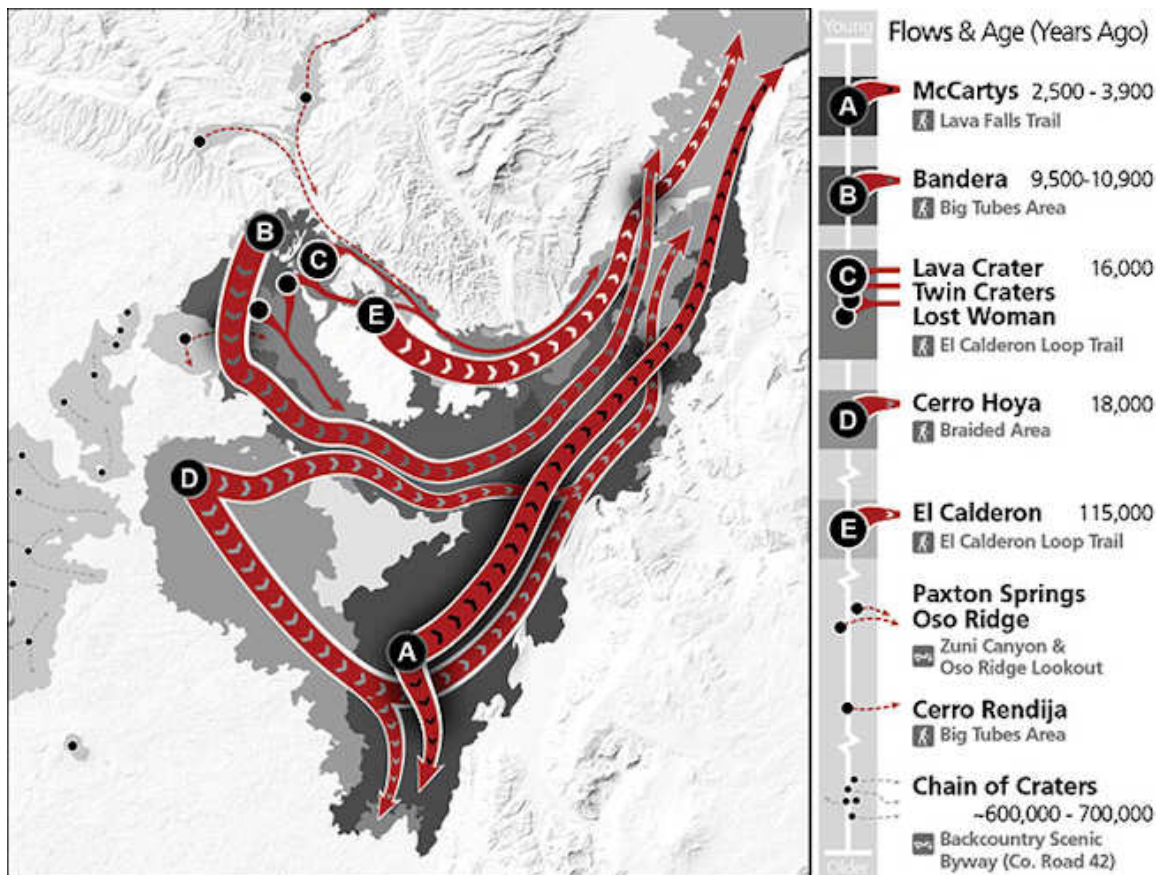 Young
Flows & Age (Years Ago)
A
McCartys 2,500 - 3,900
Lava Falls Trail
B
Bandera 9,500-10,900
Big Tubes Area
C
Lava Crater 16,000
Twin Craters
Lost Woman
El Calderon Loop Trail
D
Cerro Hoya 18,000
Braided Area
E
El Calderon 115,000
El Calderon Loop Trail
Paxton Springs
Oso Ridge
Zuni Canyon &
Oso Ridge Lookout
Cerro Rendija
Big Tubes Area
Chain of Craters
~600,000 - 700,000
Backcountry Scenic
Byway (Co. Road 42)
Older
B
C
E
D
A